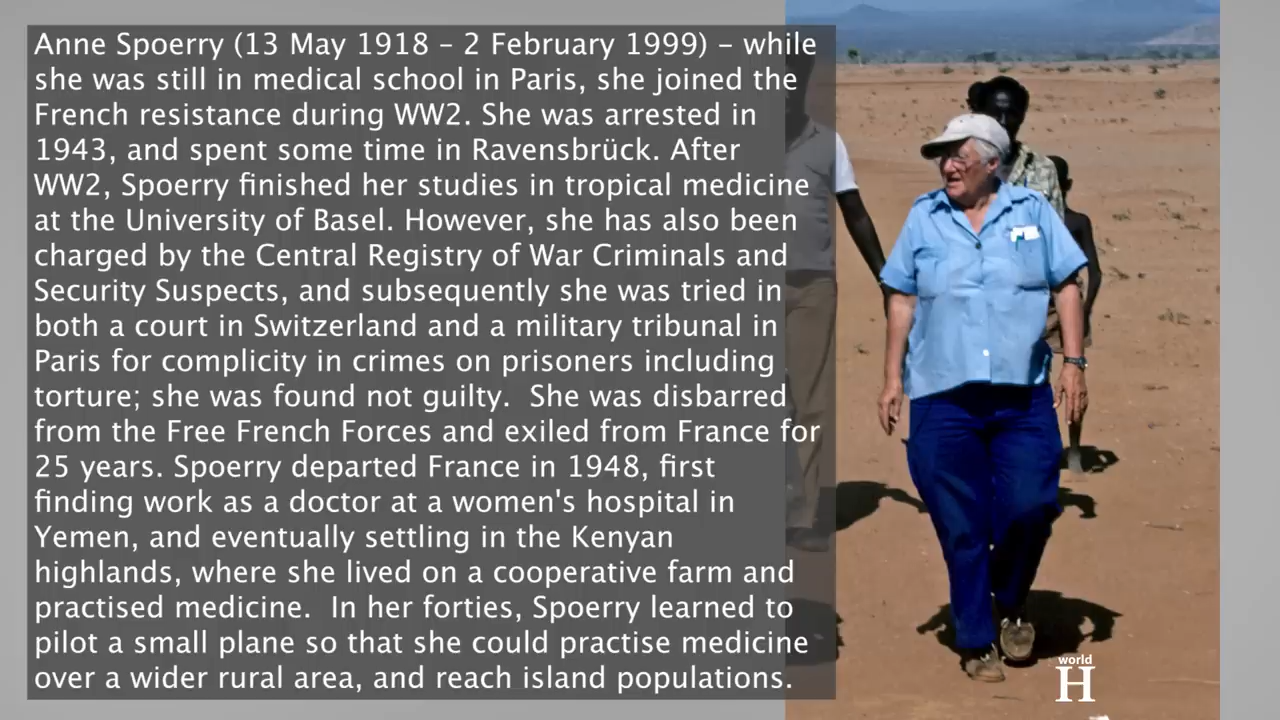 Anne Spoerry (13 May 1918 – 2 February 1999) – while
she was still in medical school in Paris, she joined the
French resistance during WW2. She was arrested in
1943, and spent some time in Ravensbrück. After
WW2, Spoerry finished her studies in tropical medicine
at the University of Basel. However, she has also been
charged by the Central Registry of War Criminals and
Security Suspects, and subsequently she was tried in
both a court in Switzerland and a military tribunal in
Paris for complicity in crimes on prisoners including
torture; she was found not guilty.  She was disbarred
from the Free French Forces and exiled from France for
25 years. Spoerry departed France in 1948, first
finding work as a doctor at a women's hospital in
Yemen, and eventually settling in the Kenyan
highlands, where she lived on a cooperative farm and
practised medicine.  In her forties, Spoerry learned to
pilot a small plane so that she could practise medicine
over a wider rural area, and reach island populations.
world
H